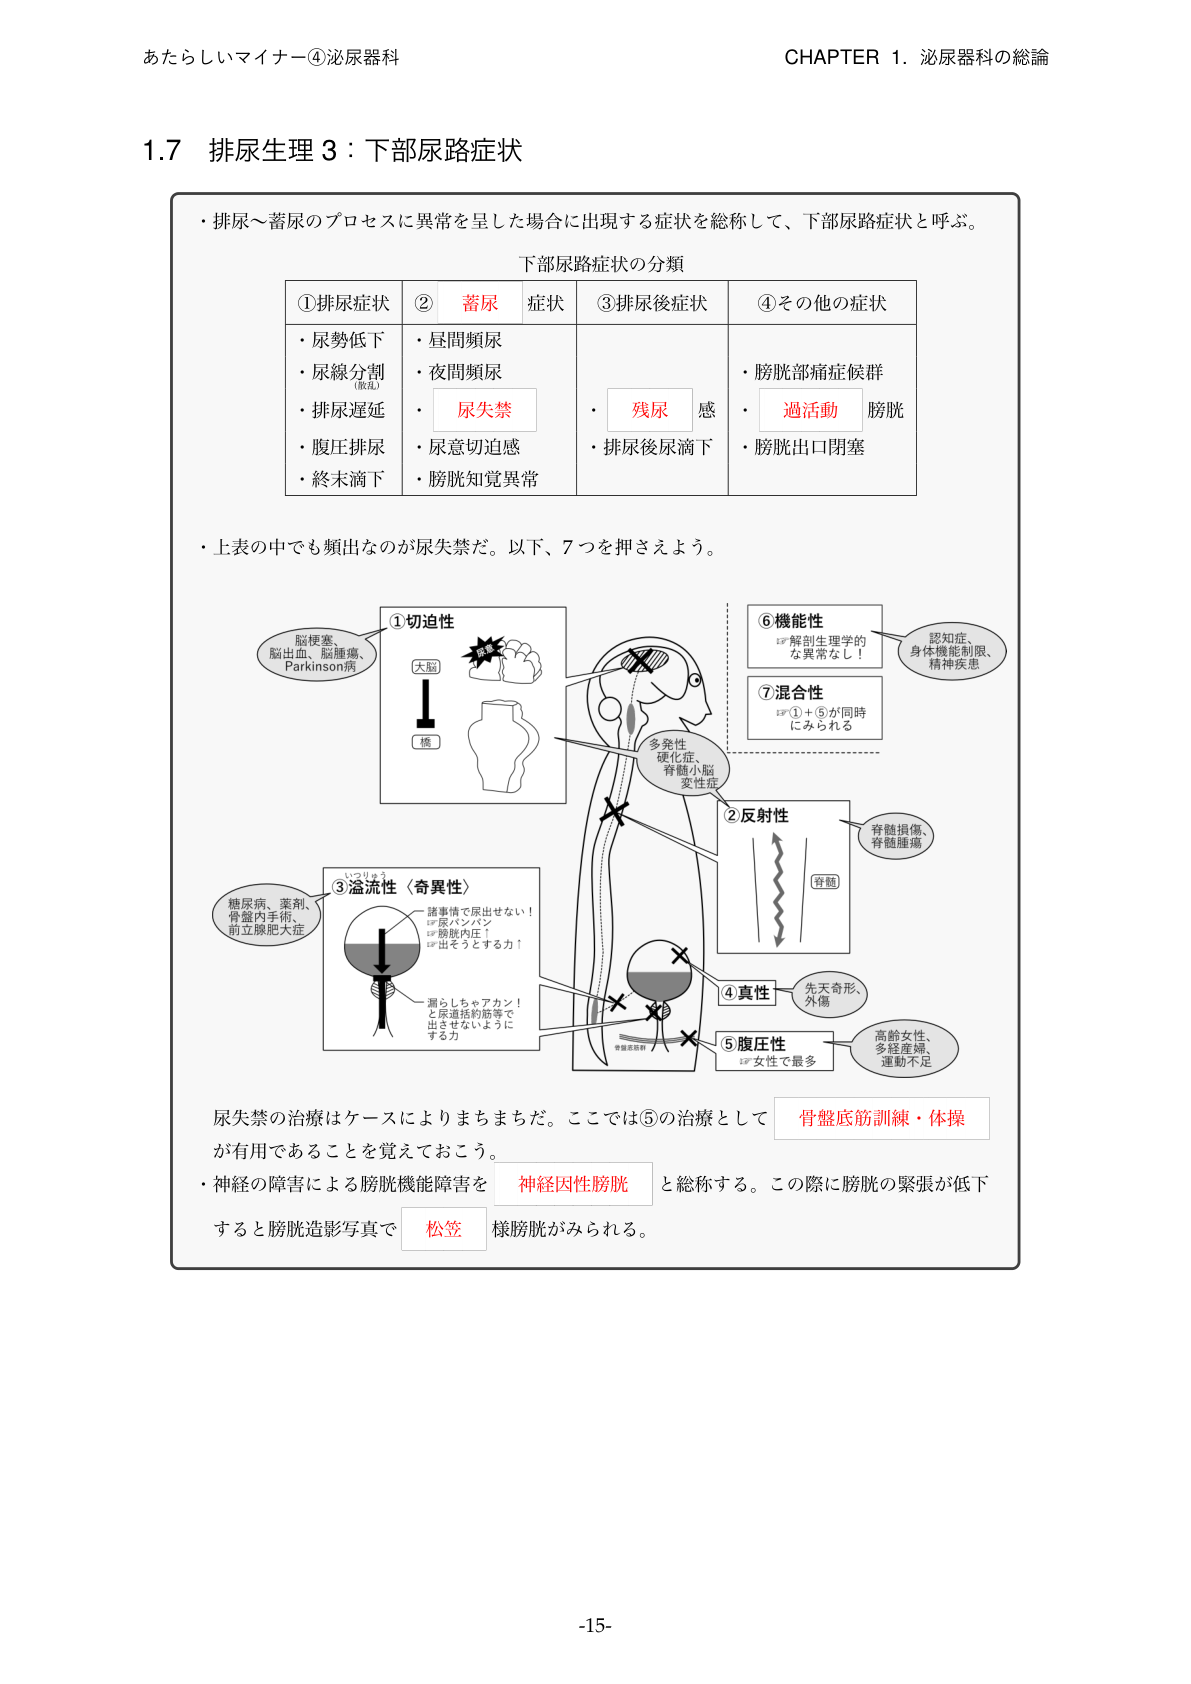 あたらしいマイナー④泌尿器科
CHAPTER 1. 泌尿器科の総論
1.7 排尿生理 3：下部尿路症状
・排尿〜蓄尿のプロセスに異常を呈した場合に出現する症状を総称して、下部尿路症状と呼ぶ。
下部尿路症状の分類
①排尿症状 ② 蓄尿 症状 ③排尿後症状 ④その他の症状
・尿勢低下 ・昼間頻尿
・尿線分割 ・夜間頻尿 ・膀胱部痛症候群
(散乱)
・排尿遅延 ・ 尿失禁 ・ 残尿 感 ・ 過活動 膀胱
・腹圧排尿 ・尿意切迫感 ・排尿後尿滴下 ・膀胱出口閉塞
・終末滴下 ・膀胱知覚異常
・上表の中でも頻出なのが尿失禁だ。以下、7 つを押さえよう。
①切迫性
脳梗塞、
脳出血、脳腫瘍、
Parkinson病
大脳
尿意
橋
⑥機能性
☞解剖生理学的
な異常なし！
認知症、
身体機能制限、
精神疾患
⑦混合性
☞①＋⑤が同時
にみられる
多発性
硬化症、
脊髄小脳
変性症
②反射性
脊髄
脊髄損傷、
脊髄腫瘍
いつりゅう
③溢流性〈奇異性〉
糖尿病、薬剤、
骨盤内手術、
前立腺肥大症
諸事情で尿出せない！
☞尿パンパン
☞膀胱内圧↑
☞出そうとする力↑
漏らしちゃアカン！
と尿道括約筋等で
出させないように
する力
④真性
先天奇形、
外傷
骨盤底筋群
⑤腹圧性
☞女性で最多
高齢女性、
多経産婦、
運動不足
尿失禁の治療はケースによりまちまちだ。ここでは⑤の治療として 骨盤底筋訓練・体操
が有用であることを覚えておこう。
・神経の障害による膀胱機能障害を 神経因性膀胱 と総称する。この際に膀胱の緊張が低下
すると膀胱造影写真で 松笠 様膀胱がみられる。
-15-